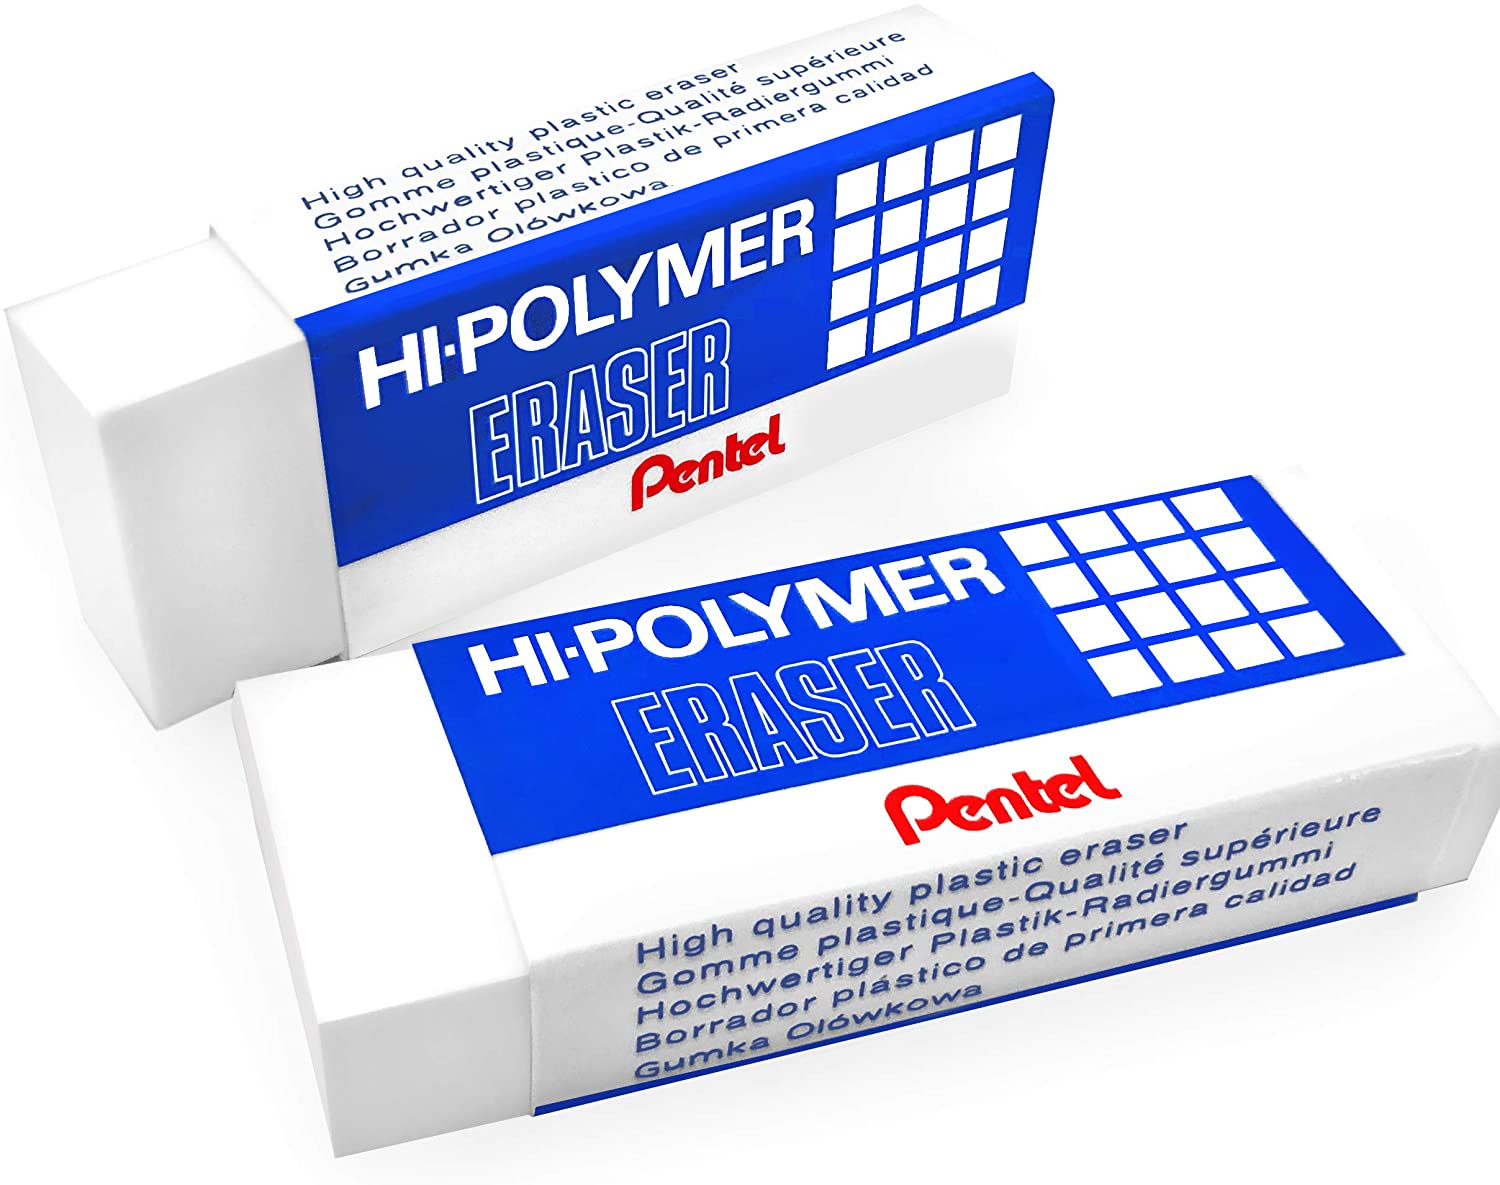 High quality plastic eraser
Gomme plastique-Qualité supérieure
Hochwertiger Plastik-Radiergummi
Borrador plastico de primera calidad
Gumka Olówkowa
HI-POLYMER
ERASER
Pentel
HI-POLYMER
ERASER
Pentel
High quality plastic eraser
Gomme plastique-Qualité supérieure
Hochwertiger Plastik-Radiergummi
Borrador plástico de primera calidad
Gumka Olówkowa